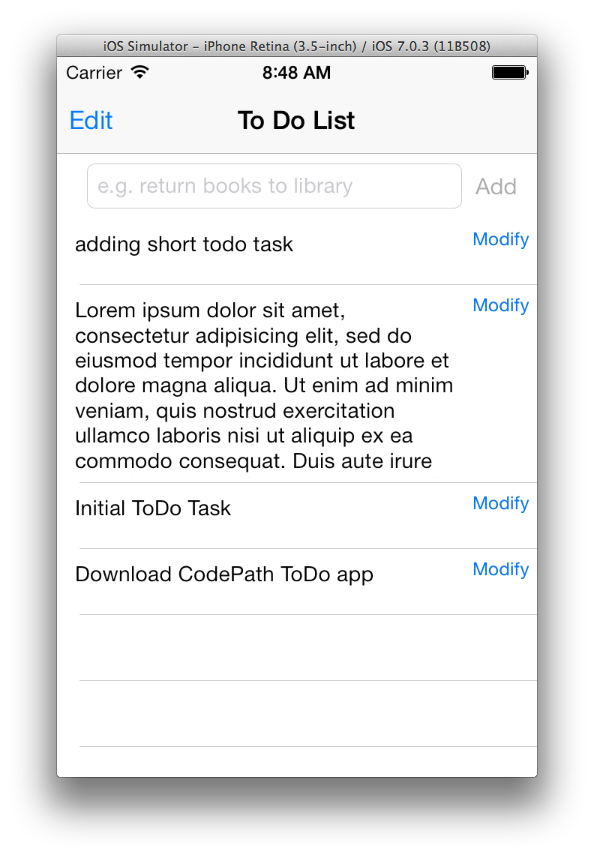 iOS Simulator - iPhone Retina (3.5-inch) / iOS 7.0.3 (11B508)
Carrier 8:48 AM
Edit To Do List
e.g. return books to library Add
adding short todo task Modify
Lorem ipsum dolor sit amet, Modify
consectetur adipisicing elit, sed do
eiusmod tempor incididunt ut labore et
dolore magna aliqua. Ut enim ad minim
veniam, quis nostrud exercitation
ullamco laboris nisi ut aliquip ex ea
commodo consequat. Duis aute irure
Initial ToDo Task Modify
Download CodePath ToDo app Modify